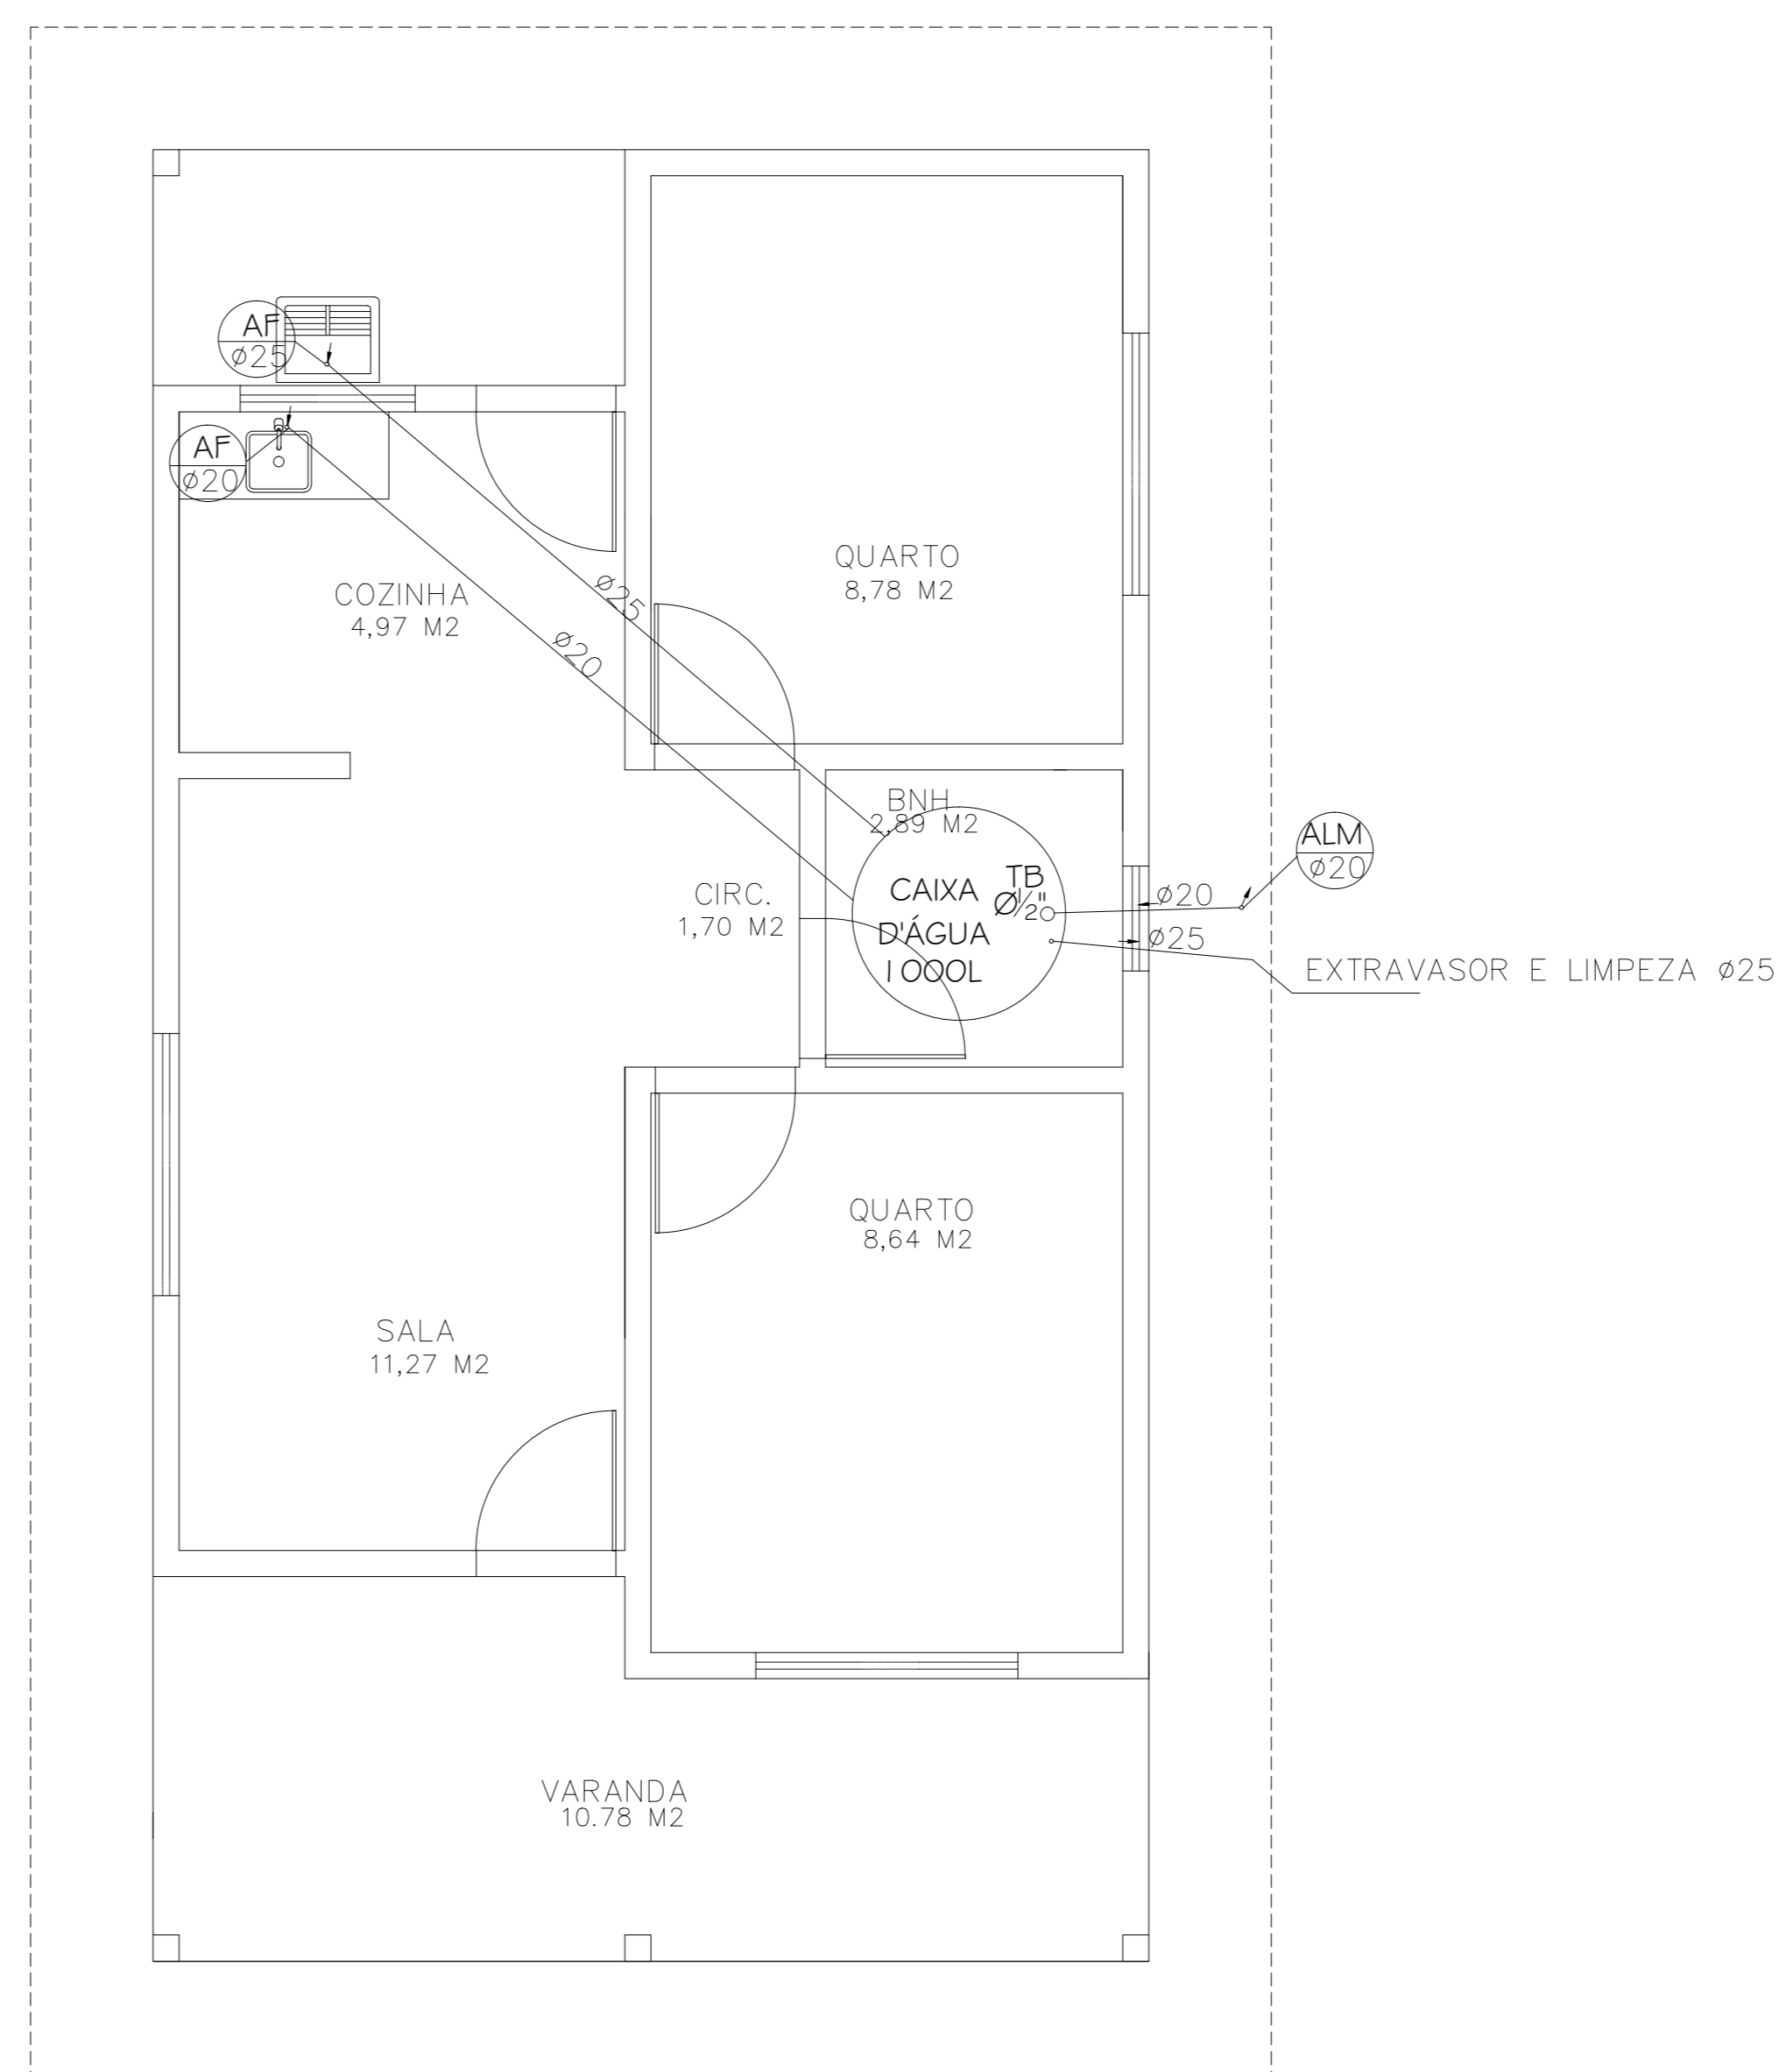 AF
ø25
AF
ø20
QUARTO
8,78 M2
COZINHA
4,97 M2
ø25
ø20
BNH
2,89 M2
ALM
ø20
CIRC.
1,70 M2
CAIXA
D'ÁGUA
1000L
TB
Ø1/2"
ø20
ø25
EXTRAVASOR E LIMPEZA ø25
QUARTO
8,64 M2
SALA
11,27 M2
VARANDA
10.78 M2